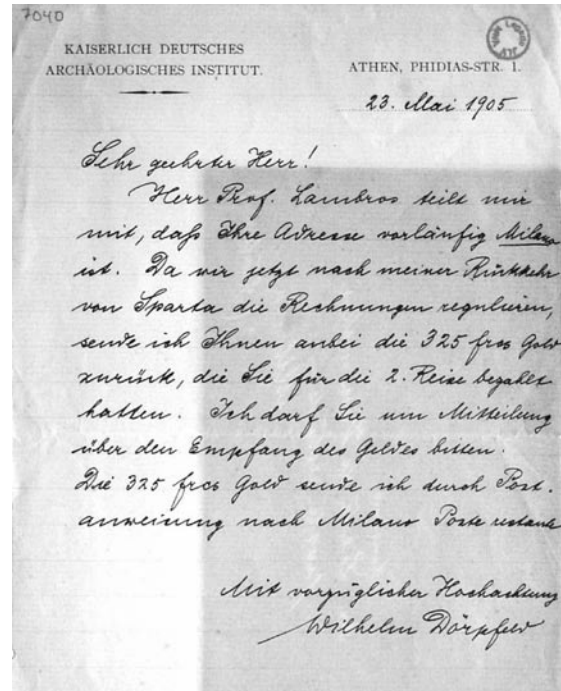 7040
KAISERLICH DEUTSCHES
ARCHÄOLOGISCHES INSTITUT.
ATHEN, PHIDIAS-STR. 1.
23. Mai 1905
Sehr geehrter Herr!
Herr Prof. Lambros teilt mir
mit, daſs Ihre Adresse vorläufig Milano
ist. Da wir jetzt nach meiner Rückkehr
von Sparta die Rechnungen regulieren,
sende ich Ihnen anbei die 325 frcs Gold
zurück, die Sie für die 2. Reise bezahlt
hatten. Ich darf Sie um Mitteilung
über den Empfang des Geldes bitten.
Die 325 frcs Gold sende ich durch Post-
anweisung nach Milano Poste restante
Mit vorzüglicher Hochachtung
Wilhelm Dörpfeld